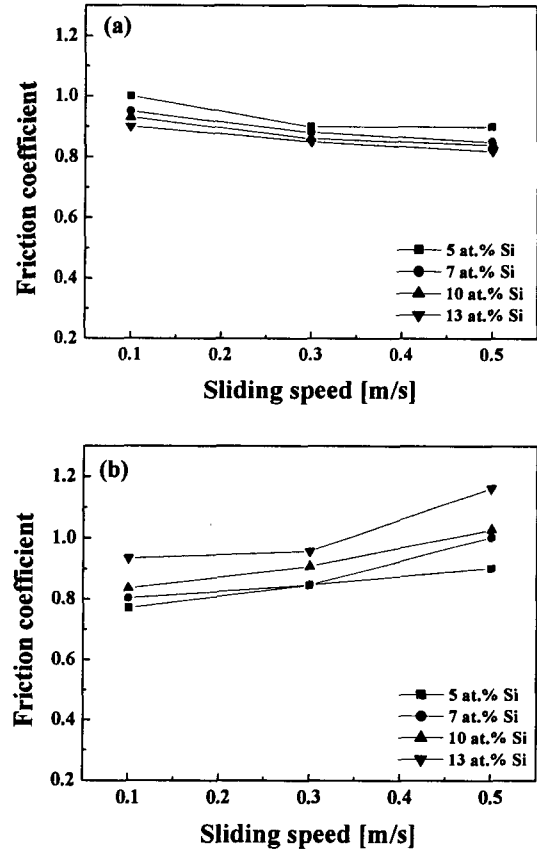 (a)
1.2
1.0
0.8
0.6
0.4
0.2
Friction coefficient
5 at.% Si
7 at.% Si
10 at.% Si
13 at.% Si
0.1 0.2 0.3 0.4 0.5
Sliding speed [m/s]
(b)
1.2
1.0
0.8
0.6
0.4
0.2
Friction coefficient
5 at.% Si
7 at.% Si
10 at.% Si
13 at.% Si
0.1 0.2 0.3 0.4 0.5
Sliding speed [m/s]